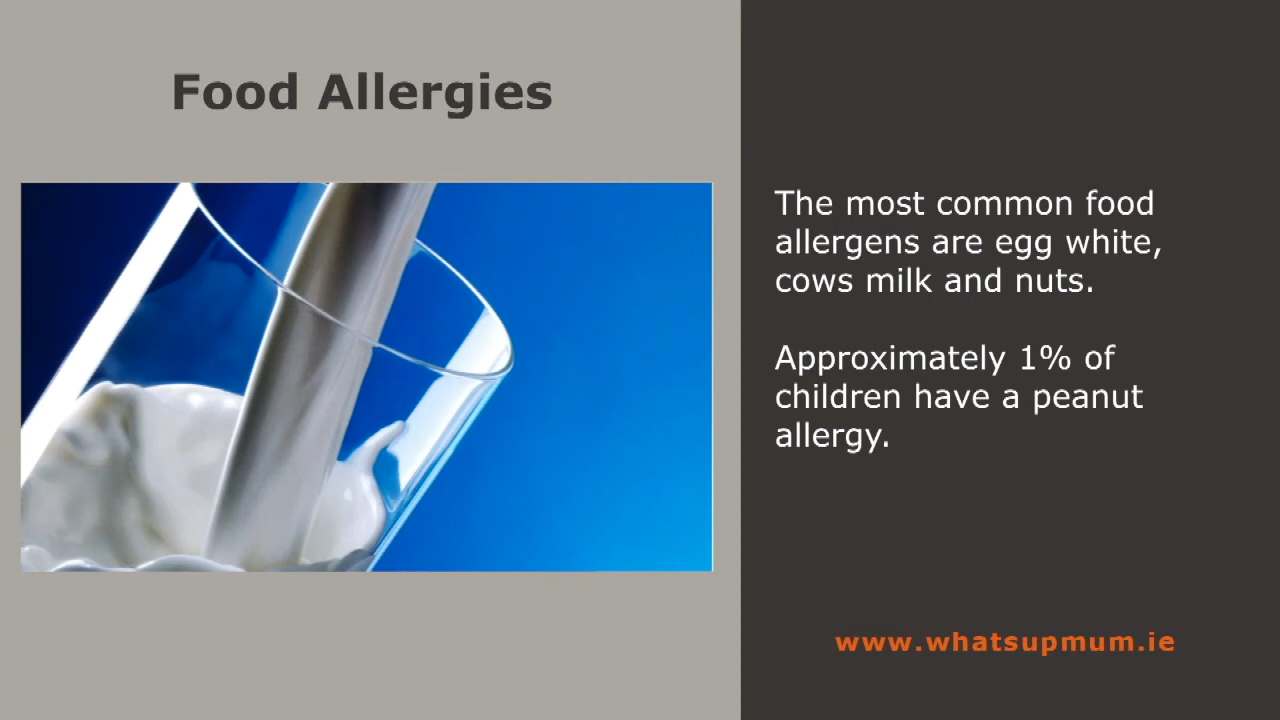 Food Allergies
The most common food
allergens are egg white,
cows milk and nuts.
Approximately 1% of
children have a peanut
allergy.
www.whatsupmum.ie